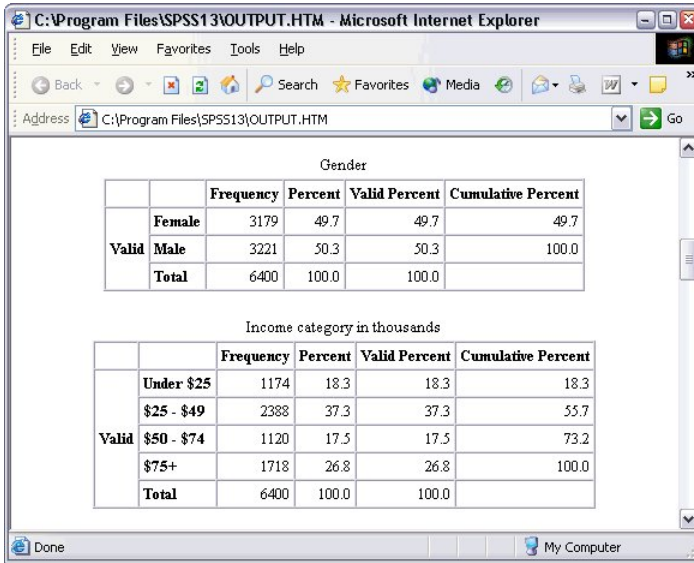 C:\Program Files\SPSS13\OUTPUT.HTM - Microsoft Internet Explorer
File Edit View Favorites Tools Help
Back Search Favorites Media
Address C:\Program Files\SPSS13\OUTPUT.HTM Go
Gender
Frequency Percent Valid Percent Cumulative Percent
Female 3179 49.7 49.7 49.7
Valid Male 3221 50.3 50.3 100.0
Total 6400 100.0 100.0
Income category in thousands
Frequency Percent Valid Percent Cumulative Percent
Under $25 1174 18.3 18.3 18.3
$25 - $49 2388 37.3 37.3 55.7
Valid $50 - $74 1120 17.5 17.5 73.2
$75+ 1718 26.8 26.8 100.0
Total 6400 100.0 100.0
Done My Computer